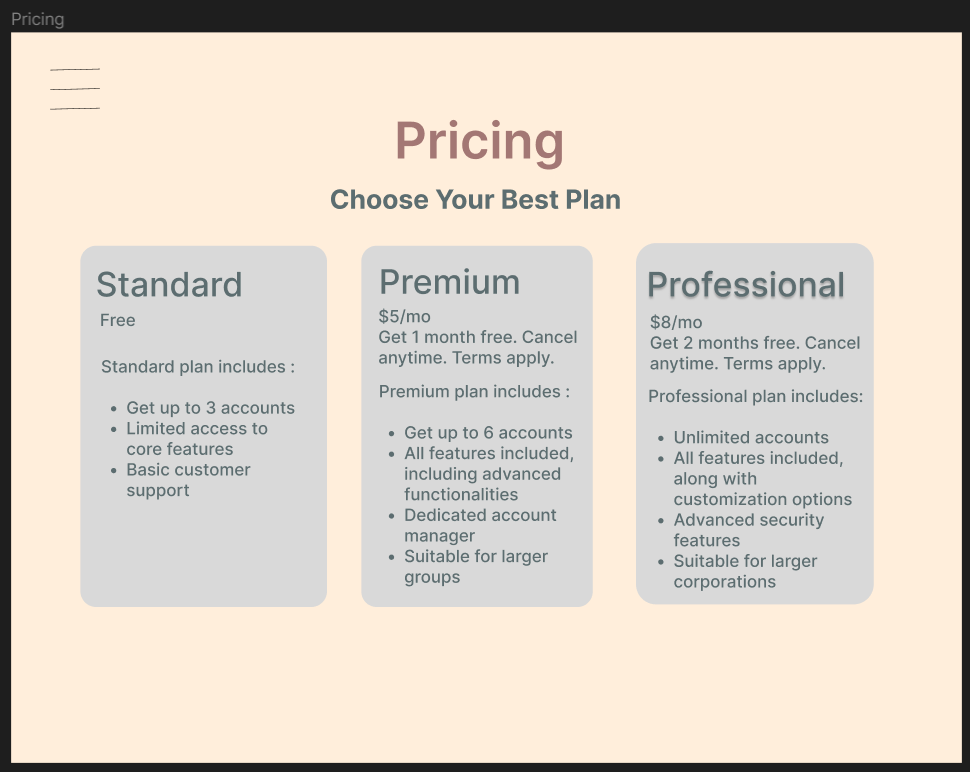 Pricing
Pricing
Choose Your Best Plan
Standard
Free
Standard plan includes :
• Get up to 3 accounts
• Limited access to
core features
• Basic customer
support
Premium
$5/mo
Get 1 month free. Cancel
anytime. Terms apply.
Premium plan includes :
• Get up to 6 accounts
• All features included,
including advanced
functionalities
• Dedicated account
manager
• Suitable for larger
groups
Professional
$8/mo
Get 2 months free. Cancel
anytime. Terms apply.
Professional plan includes:
• Unlimited accounts
• All features included,
along with
customization options
• Advanced security
features
• Suitable for larger
corporations